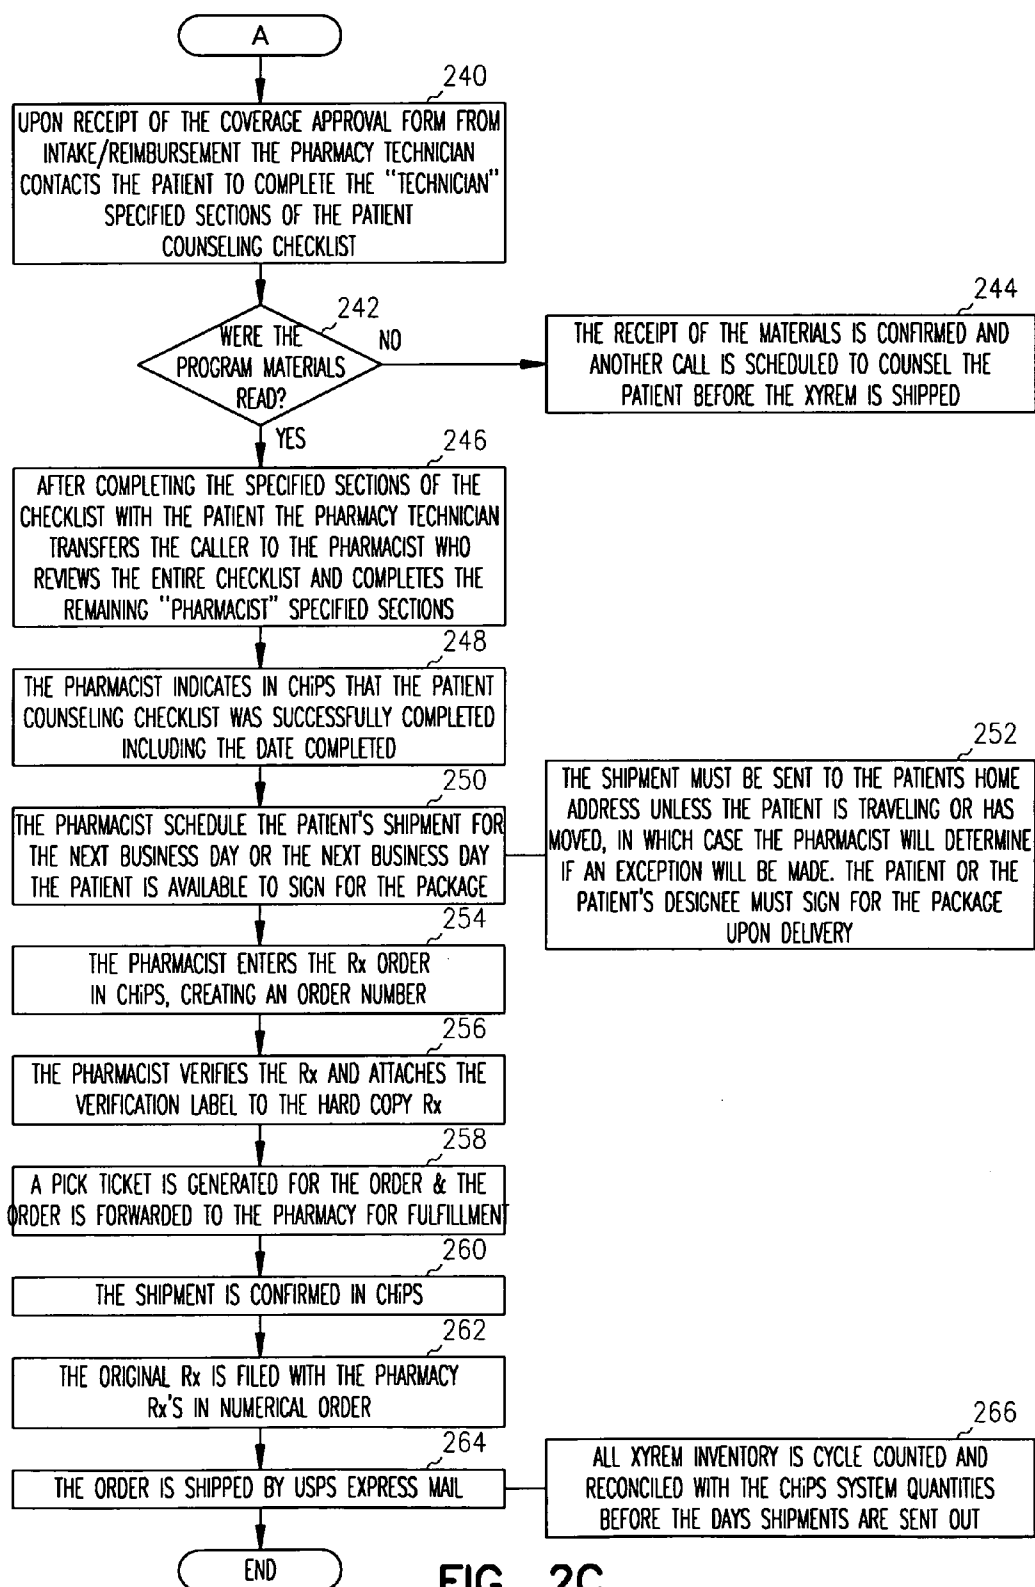 A
240
UPON RECEIPT OF THE COVERAGE APPROVAL FORM FROM
INTAKE/REIMBURSEMENT THE PHARMACY TECHNICIAN
CONTACTS THE PATIENT TO COMPLETE THE "TECHNICIAN"
SPECIFIED SECTIONS OF THE PATIENT
COUNSELING CHECKLIST
242
WERE THE
PROGRAM MATERIALS
READ?
NO
244
THE RECEIPT OF THE MATERIALS IS CONFIRMED AND
ANOTHER CALL IS SCHEDULED TO COUNSEL THE
PATIENT BEFORE THE XYREM IS SHIPPED
YES
246
AFTER COMPLETING THE SPECIFIED SECTIONS OF THE
CHECKLIST WITH THE PATIENT THE PHARMACY TECHNICIAN
TRANSFERS THE CALLER TO THE PHARMACIST WHO
REVIEWS THE ENTIRE CHECKLIST AND COMPLETES THE
REMAINING "PHARMACIST" SPECIFIED SECTIONS
248
THE PHARMACIST INDICATES IN CHiPS THAT THE PATIENT
COUNSELING CHECKLIST WAS SUCCESSFULLY COMPLETED
INCLUDING THE DATE COMPLETED
250
THE PHARMACIST SCHEDULE THE PATIENT'S SHIPMENT FOR
THE NEXT BUSINESS DAY OR THE NEXT BUSINESS DAY
THE PATIENT IS AVAILABLE TO SIGN FOR THE PACKAGE
252
THE SHIPMENT MUST BE SENT TO THE PATIENTS HOME
ADDRESS UNLESS THE PATIENT IS TRAVELING OR HAS
MOVED, IN WHICH CASE THE PHARMACIST WILL DETERMINE
IF AN EXCEPTION WILL BE MADE. THE PATIENT OR THE
PATIENT'S DESIGNEE MUST SIGN FOR THE PACKAGE
UPON DELIVERY
254
THE PHARMACIST ENTERS THE Rx ORDER
IN CHiPS, CREATING AN ORDER NUMBER
256
THE PHARMACIST VERIFIES THE Rx AND ATTACHES THE
VERIFICATION LABEL TO THE HARD COPY Rx
258
A PICK TICKET IS GENERATED FOR THE ORDER & THE
ORDER IS FORWARDED TO THE PHARMACY FOR FULFILLMENT
260
THE SHIPMENT IS CONFIRMED IN CHiPS
262
THE ORIGINAL Rx IS FILED WITH THE PHARMACY
Rx'S IN NUMERICAL ORDER
264
THE ORDER IS SHIPPED BY USPS EXPRESS MAIL
266
ALL XYREM INVENTORY IS CYCLE COUNTED AND
RECONCILED WITH THE CHiPS SYSTEM QUANTITIES
BEFORE THE DAYS SHIPMENTS ARE SENT OUT
END
FIG. 2C